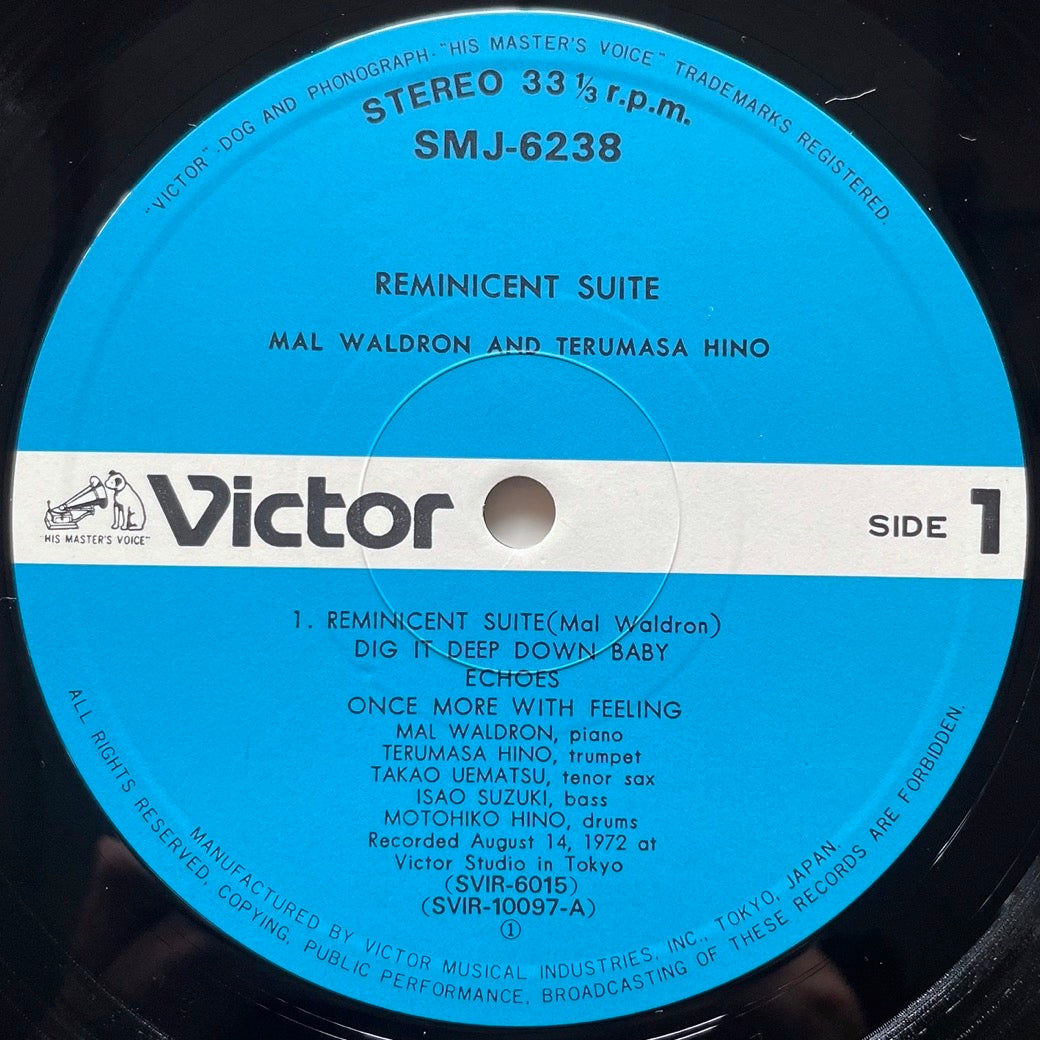 "VICTOR"-DOG AND PHONOGRAPH-"HIS MASTER'S VOICE" TRADEMARKS REGISTERED.
STEREO 33 1/3 r.p.m.
SMJ-6238
REMINICENT SUITE
MAL WALDRON AND TERUMASA HINO
"HIS MASTER'S VOICE"
Victor
SIDE 1
1. REMINICENT SUITE(Mal Waldron)
DIG IT DEEP DOWN BABY
ECHOES
ONCE MORE WITH FEELING
MAL WALDRON, piano
TERUMASA HINO, trumpet
TAKAO UEMATSU, tenor sax
ISAO SUZUKI, bass
MOTOHIKO HINO, drums
Recorded August 14, 1972 at
Victor Studio in Tokyo
(SVIR-6015)
(SVIR-10097-A)
①
MANUFACTURED BY VICTOR MUSICAL INDUSTRIES, INC., TOKYO, JAPAN.
ALL RIGHTS RESERVED, COPYING, PUBLIC PERFORMANCE, BROADCASTING OF THESE RECORDS ARE FORBIDDEN.